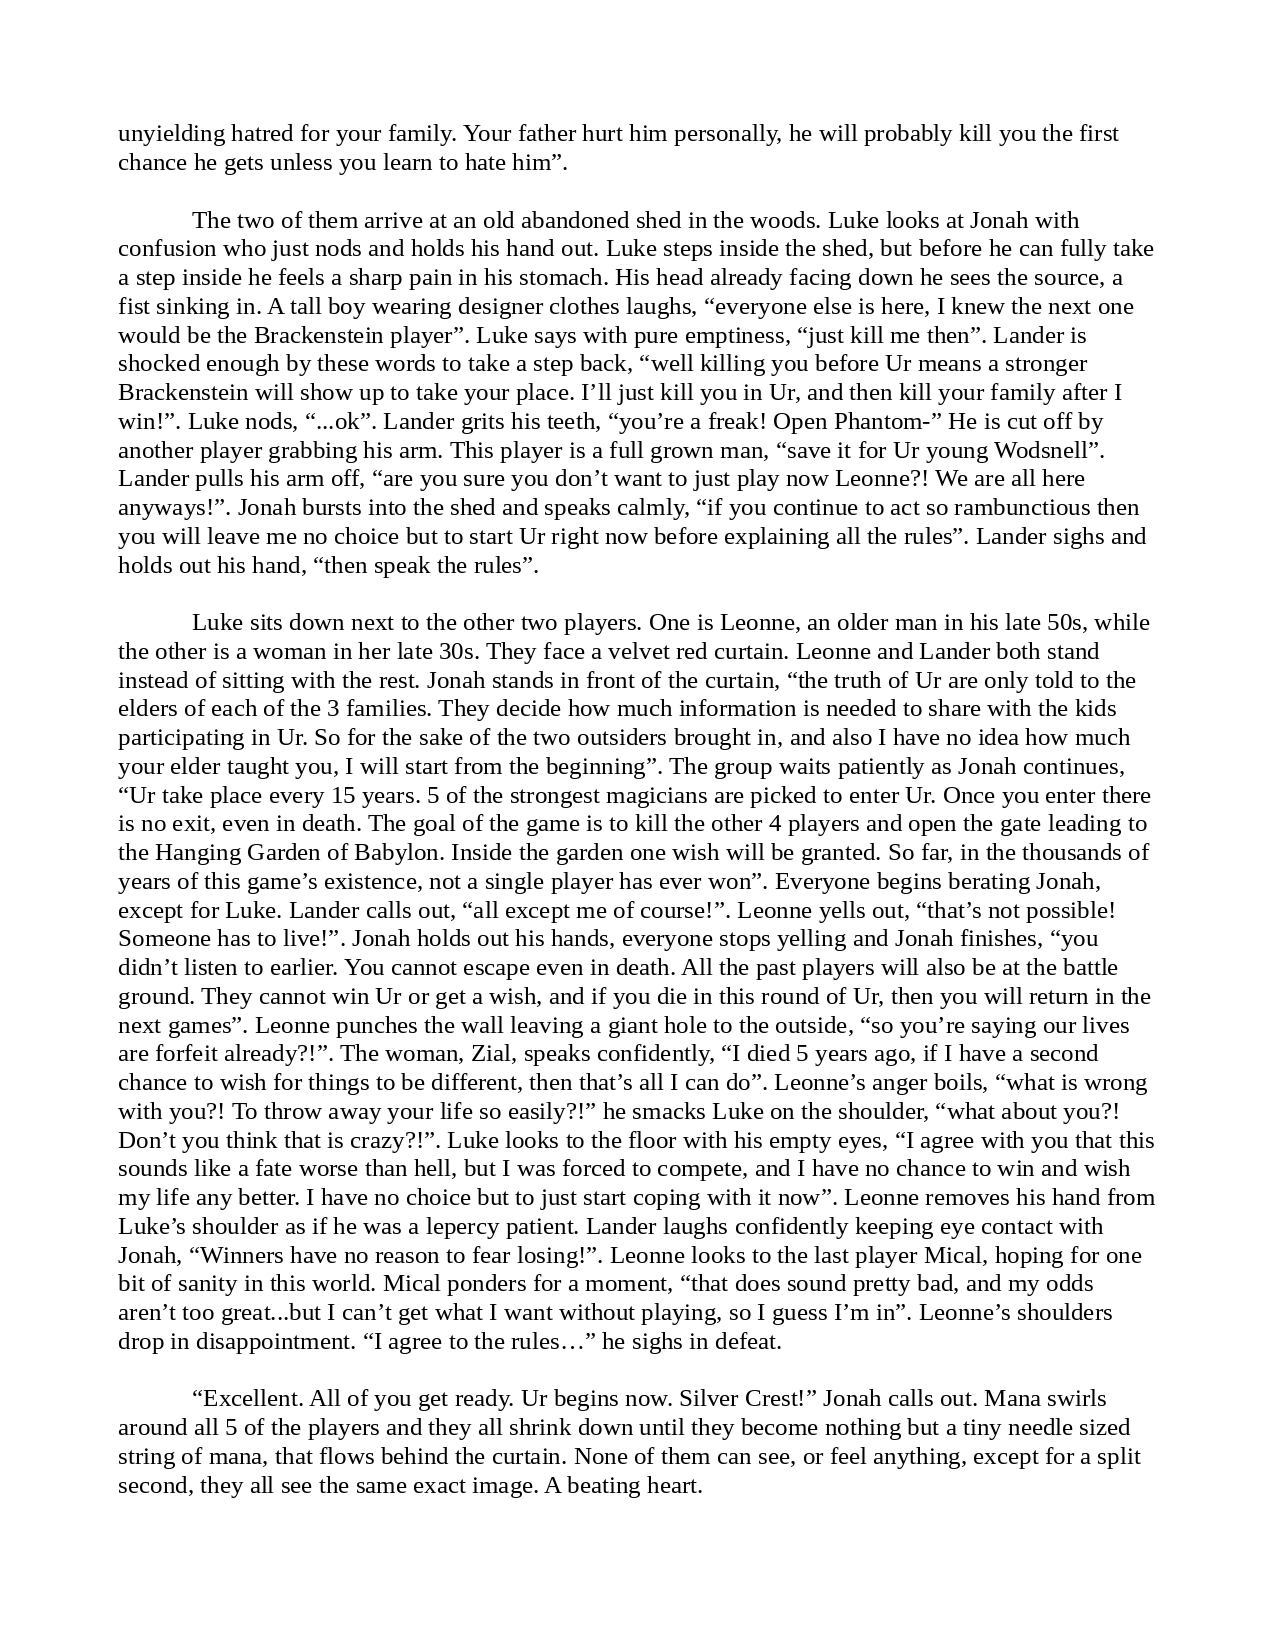 unyielding hatred for your family. Your father hurt him personally, he will probably kill you the first
chance he gets unless you learn to hate him”.
The two of them arrive at an old abandoned shed in the woods. Luke looks at Jonah with
confusion who just nods and holds his hand out. Luke steps inside the shed, but before he can fully take
a step inside he feels a sharp pain in his stomach. His head already facing down he sees the source, a
fist sinking in. A tall boy wearing designer clothes laughs, “everyone else is here, I knew the next one
would be the Brackenstein player”. Luke says with pure emptiness, “just kill me then”. Lander is
shocked enough by these words to take a step back, “well killing you before Ur means a stronger
Brackenstein will show up to take your place. I’ll just kill you in Ur, and then kill your family after I
win!”. Luke nods, “...ok”. Lander grits his teeth, “you’re a freak! Open Phantom-” He is cut off by
another player grabbing his arm. This player is a full grown man, “save it for Ur young Wodsnell”.
Lander pulls his arm off, “are you sure you don’t want to just play now Leonne?! We are all here
anyways!”. Jonah bursts into the shed and speaks calmly, “if you continue to act so rambunctious then
you will leave me no choice but to start Ur right now before explaining all the rules”. Lander sighs and
holds out his hand, “then speak the rules”.
Luke sits down next to the other two players. One is Leonne, an older man in his late 50s, while
the other is a woman in her late 30s. They face a velvet red curtain. Leonne and Lander both stand
instead of sitting with the rest. Jonah stands in front of the curtain, “the truth of Ur are only told to the
elders of each of the 3 families. They decide how much information is needed to share with the kids
participating in Ur. So for the sake of the two outsiders brought in, and also I have no idea how much
your elder taught you, I will start from the beginning”. The group waits patiently as Jonah continues,
“Ur take place every 15 years. 5 of the strongest magicians are picked to enter Ur. Once you enter there
is no exit, even in death. The goal of the game is to kill the other 4 players and open the gate leading to
the Hanging Garden of Babylon. Inside the garden one wish will be granted. So far, in the thousands of
years of this game’s existence, not a single player has ever won”. Everyone begins berating Jonah,
except for Luke. Lander calls out, “all except me of course!”. Leonne yells out, “that’s not possible!
Someone has to live!”. Jonah holds out his hands, everyone stops yelling and Jonah finishes, “you
didn’t listen to earlier. You cannot escape even in death. All the past players will also be at the battle
ground. They cannot win Ur or get a wish, and if you die in this round of Ur, then you will return in the
next games”. Leonne punches the wall leaving a giant hole to the outside, “so you’re saying our lives
are forfeit already?!”. The woman, Zial, speaks confidently, “I died 5 years ago, if I have a second
chance to wish for things to be different, then that’s all I can do”. Leonne’s anger boils, “what is wrong
with you?! To throw away your life so easily?!” he smacks Luke on the shoulder, “what about you?!
Don’t you think that is crazy?!”. Luke looks to the floor with his empty eyes, “I agree with you that this
sounds like a fate worse than hell, but I was forced to compete, and I have no chance to win and wish
my life any better. I have no choice but to just start coping with it now”. Leonne removes his hand from
Luke’s shoulder as if he was a lepercy patient. Lander laughs confidently keeping eye contact with
Jonah, “Winners have no reason to fear losing!”. Leonne looks to the last player Mical, hoping for one
bit of sanity in this world. Mical ponders for a moment, “that does sound pretty bad, and my odds
aren’t too great...but I can’t get what I want without playing, so I guess I’m in”. Leonne’s shoulders
drop in disappointment. “I agree to the rules…” he sighs in defeat.
“Excellent. All of you get ready. Ur begins now. Silver Crest!” Jonah calls out. Mana swirls
around all 5 of the players and they all shrink down until they become nothing but a tiny needle sized
string of mana, that flows behind the curtain. None of them can see, or feel anything, except for a split
second, they all see the same exact image. A beating heart.